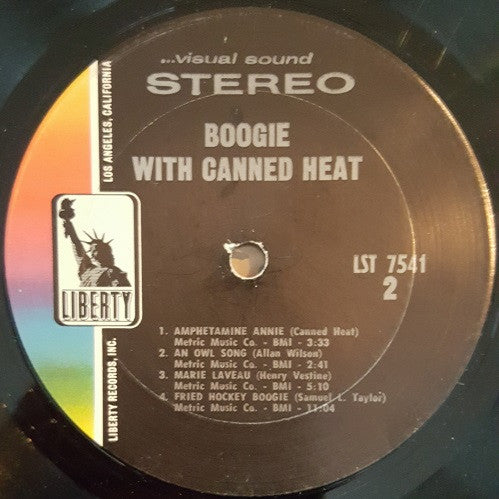 ...visual sound
STEREO
BOOGIE
WITH CANNED HEAT
LOS ANGELES, CALIFORNIA
LIBERTY
LIBERTY RECORDS, INC.
LST 7541
2
1. AMPHETAMINE ANNIE (Canned Heat)
Metric Music Co. - BMI - 3:33
2. AN OWL SONG (Allan Wilson)
Metric Music Co. - BMI - 2:41
3. MARIE LAVEAU (Henry Vestine)
Metric Music Co. - BMI - 5:10
4. FRIED HOCKEY BOOGIE (Samuel L. Taylor)
Metric Music Co. - BMI - 11:04